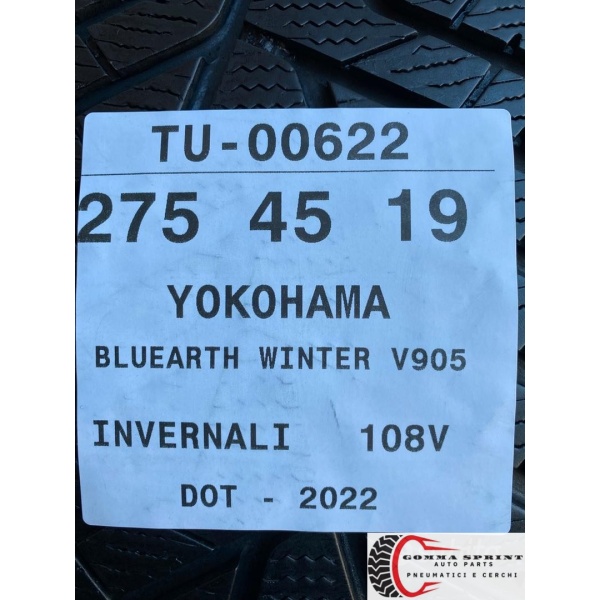 TU-00622
275 45 19
YOKOHAMA
BLUEARTH WINTER V905
INVERNALI 108V
DOT - 2022
GOMMA SPRINT
AUTO PARTS
PNEUMATICI E CERCHI